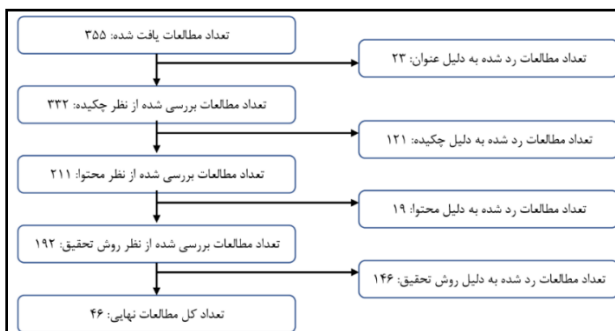 تعداد مطالعات یافت شده: ۳۵۵
تعداد مطالعات رد شده به دلیل عنوان: ۲۳
تعداد مطالعات بررسی شده از نظر چکیده: ۳۳۲
تعداد مطالعات رد شده به دلیل چکیده: ۱۲۱
تعداد مطالعات بررسی شده از نظر محتوا: ۲۱۱
تعداد مطالعات رد شده به دلیل محتوا: ۱۹
تعداد مطالعات بررسی شده از نظر روش تحقیق: ۱۹۲
تعداد مطالعات رد شده به دلیل روش تحقیق: ۱۴۶
تعداد کل مطالعات نهایی: ۴۶